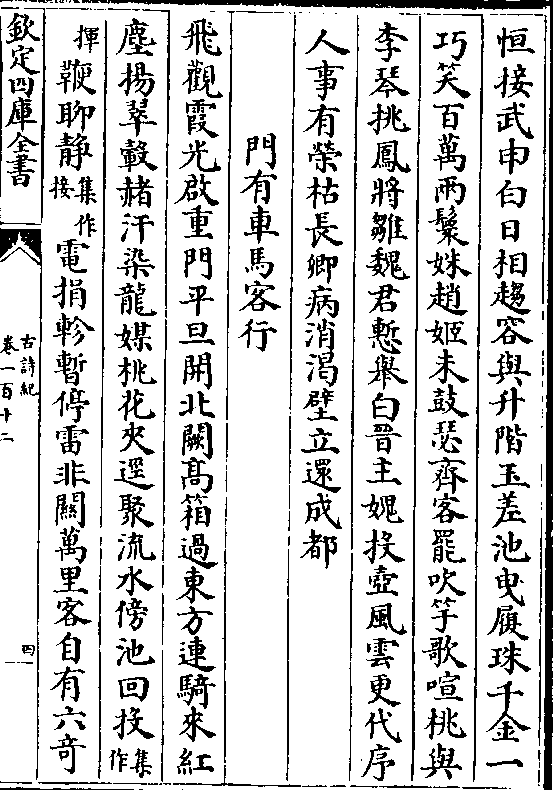 恒接武申白日相趨容與升階玉差池曳履珠千金一
巧笑百萬兩鬟姝趙姬未鼓瑟齊客罷吹竽歌喧桃與
李琴挑鳳將雛魏君慙舉白晉主媿投壺風雲更代序
人事有榮枯長卿病消渴壁立還成都
門有車馬客行
飛觀霞光啟重門平旦開北闕髙箱過東方連騎來紅
塵揚翠轂赭汗染龍媒桃花夾逕聚流水傍池回投集作
揮鞭聊靜集作接電捐軫暫停雷非關萬里客自有六竒
欽定四庫全書
古詩紀
卷一百十二
四